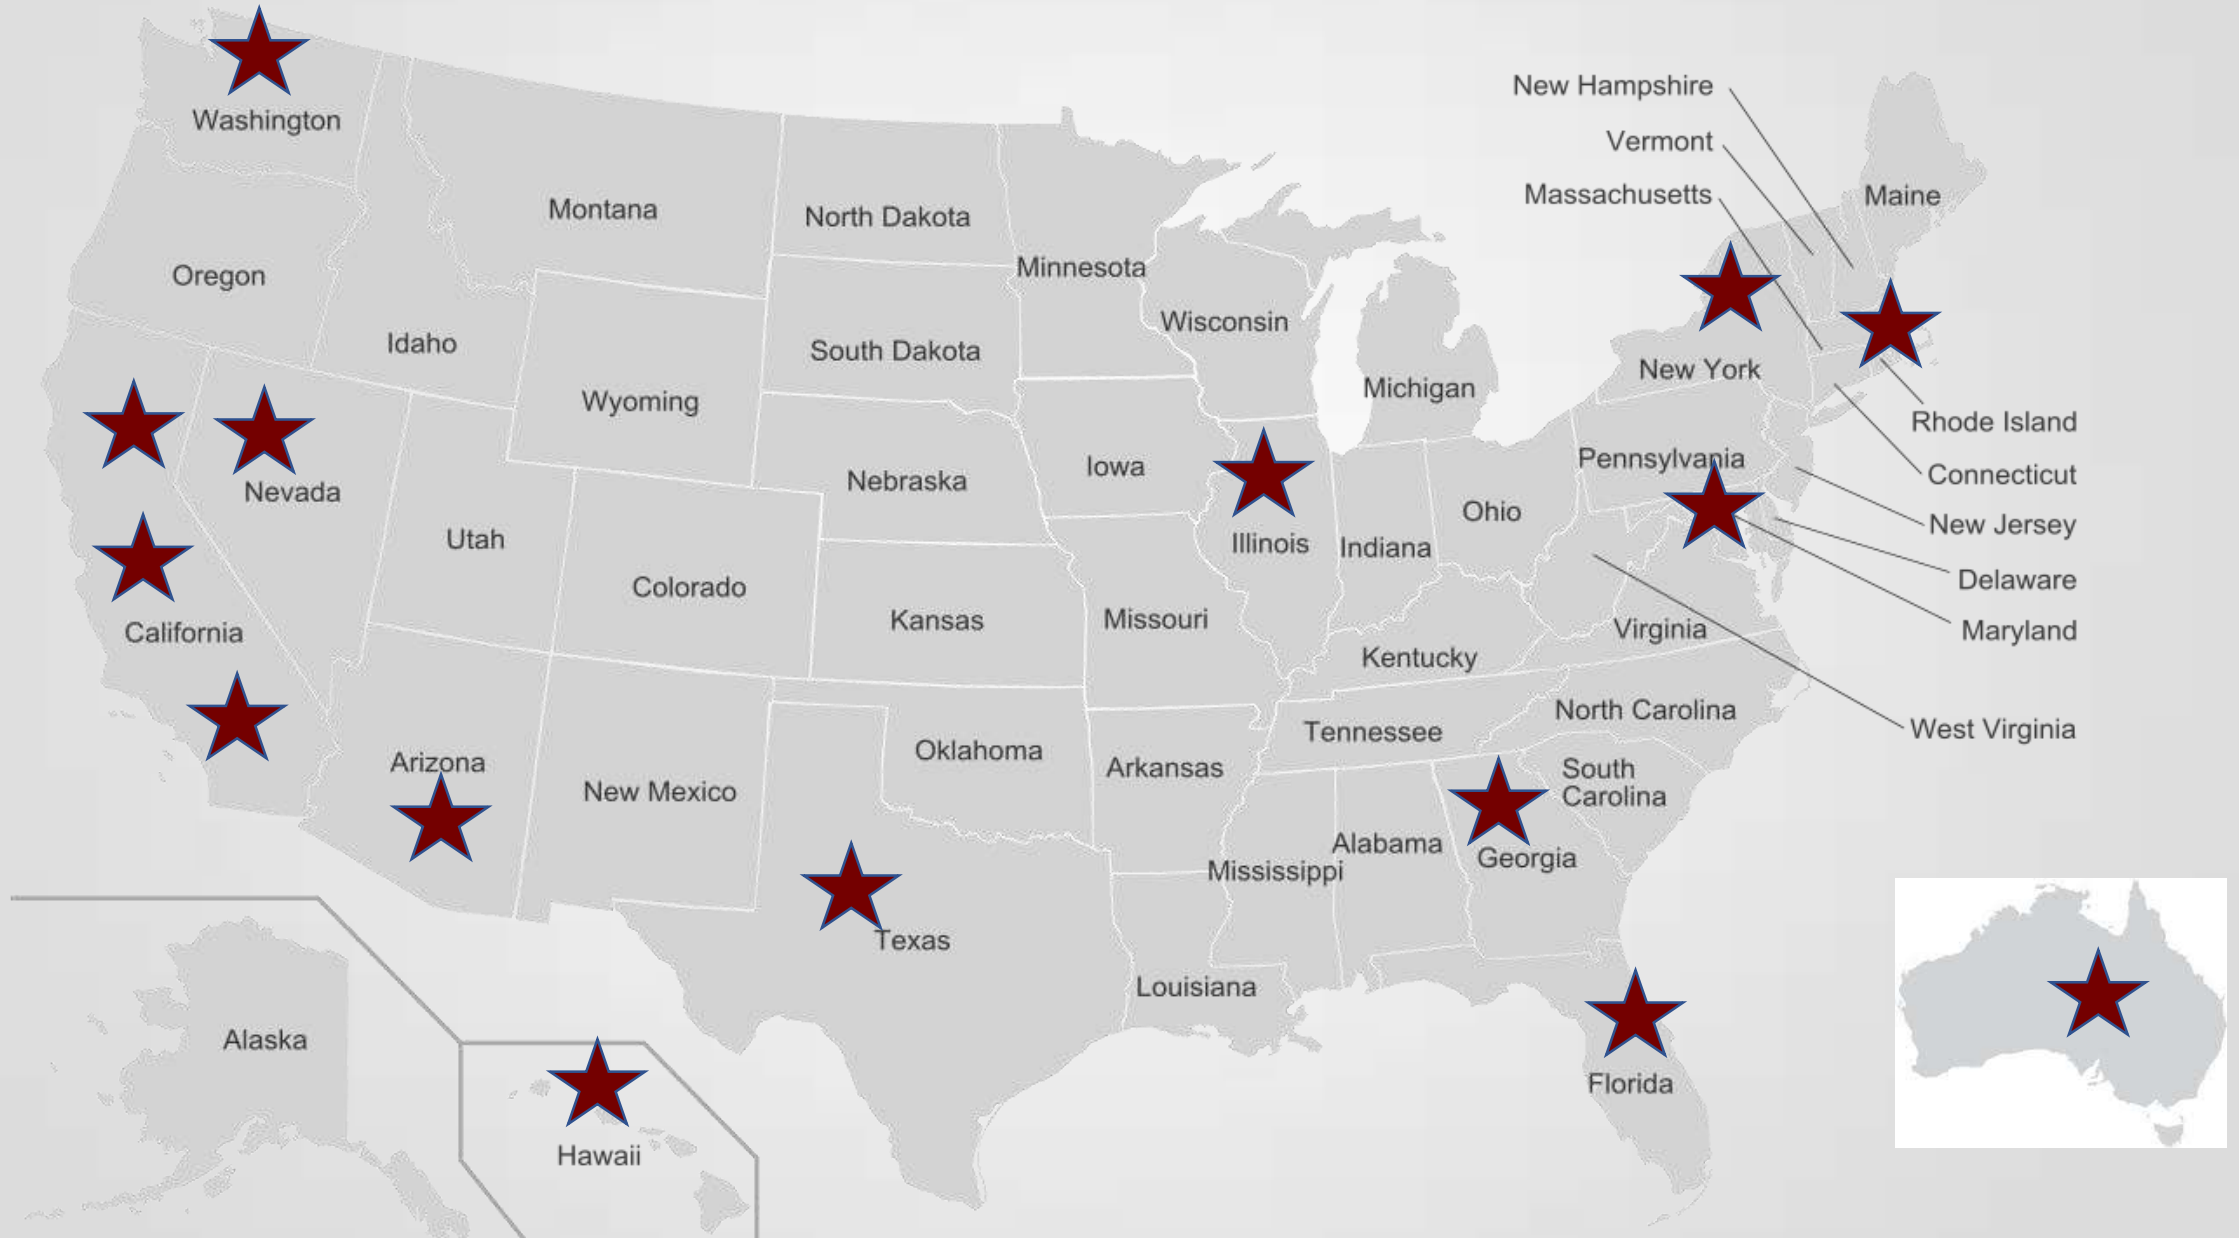 New Hampshire
Washington
Vermont
Massachusetts
Maine
Montana
North Dakota
Minnesota
Oregon
Wisconsin
Idaho
South Dakota
New York
Michigan
Wyoming
Rhode Island
Pennsylvania
Iowa
Connecticut
Nebraska
Nevada
Ohio
New Jersey
Utah
Illinois
Indiana
Delaware
Colorado
Kansas
Missouri
Virginia
Maryland
California
Kentucky
North Carolina
West Virginia
Tennessee
Oklahoma
Arizona
Arkansas
South
Carolina
New Mexico
Alabama
Georgia
Mississippi
Texas
Louisiana
Alaska
Florida
Hawaii